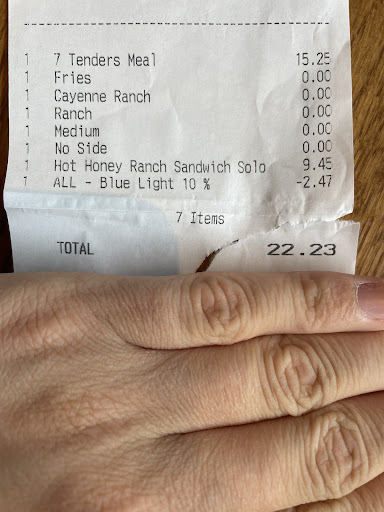 1 7 Tenders Meal 15.25
1 Fries 0.00
1 Cayenne Ranch 0.00
1 Ranch 0.00
1 Medium 0.00
1 No Side 0.00
1 Hot Honey Ranch Sandwich Solo 9.45
1 ALL - Blue Light 10 % -2.47
7 Items
TOTAL 22.23